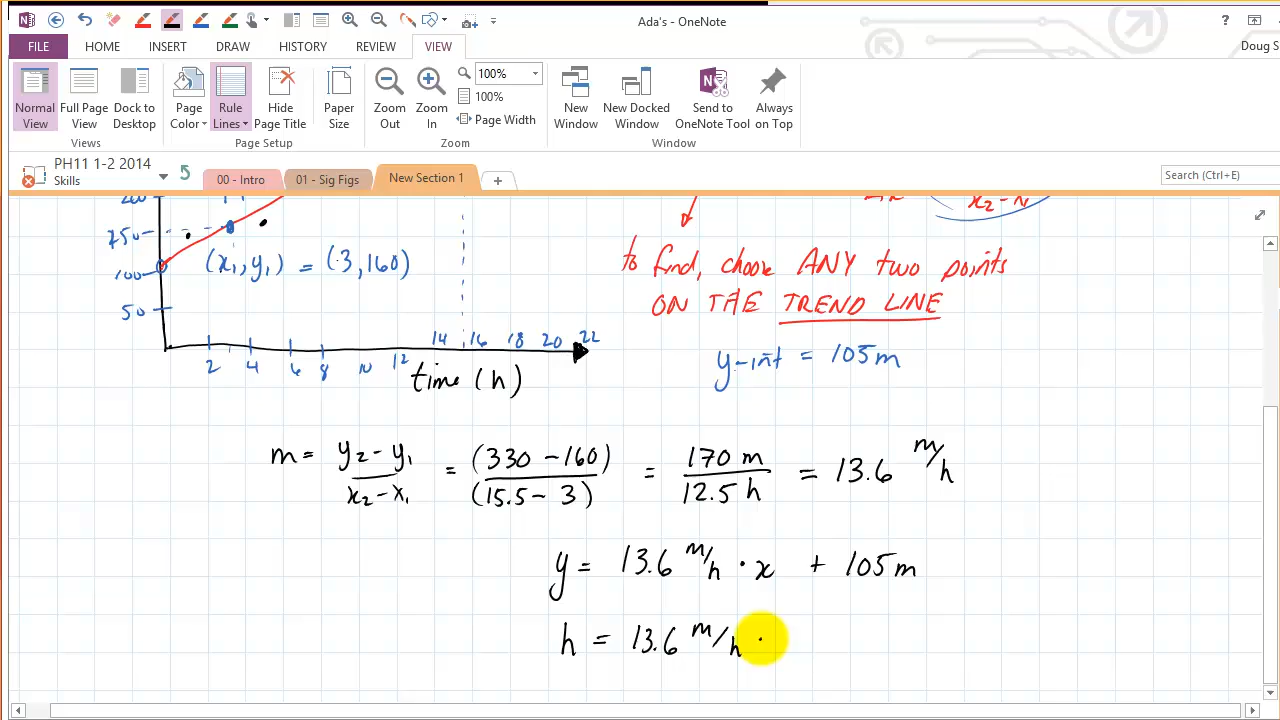 Ada's - OneNote
?
FILE HOME INSERT DRAW HISTORY REVIEW VIEW
Doug S
Normal View
Full Page View
Dock to Desktop
Page Color
Rule Lines
Hide Page Title
Paper Size
Zoom Out
Zoom In
100%
100%
Page Width
New Window
New Docked Window
Send to OneNote Tool
Always on Top
Views Page Setup Zoom Window
PH11 1-2 2014
Skills
00 - Intro 01 - Sig Figs New Section 1 +
Search (Ctrl+E)
200
150
(x₁, y₁) = (3, 160)
100
50
2 4 6 8 10 12 14 16 18 20 22
time (h)
x₂ - x₁
to find, choose ANY two points
ON THE TREND LINE
y-int = 105 m
m = y₂ - y₁ / x₂ - x₁ = (330 - 160) / (15.5 - 3) = 170 m / 12.5 h = 13.6 m/h
y = 13.6 m/h · x + 105 m
h = 13.6 m/h ·